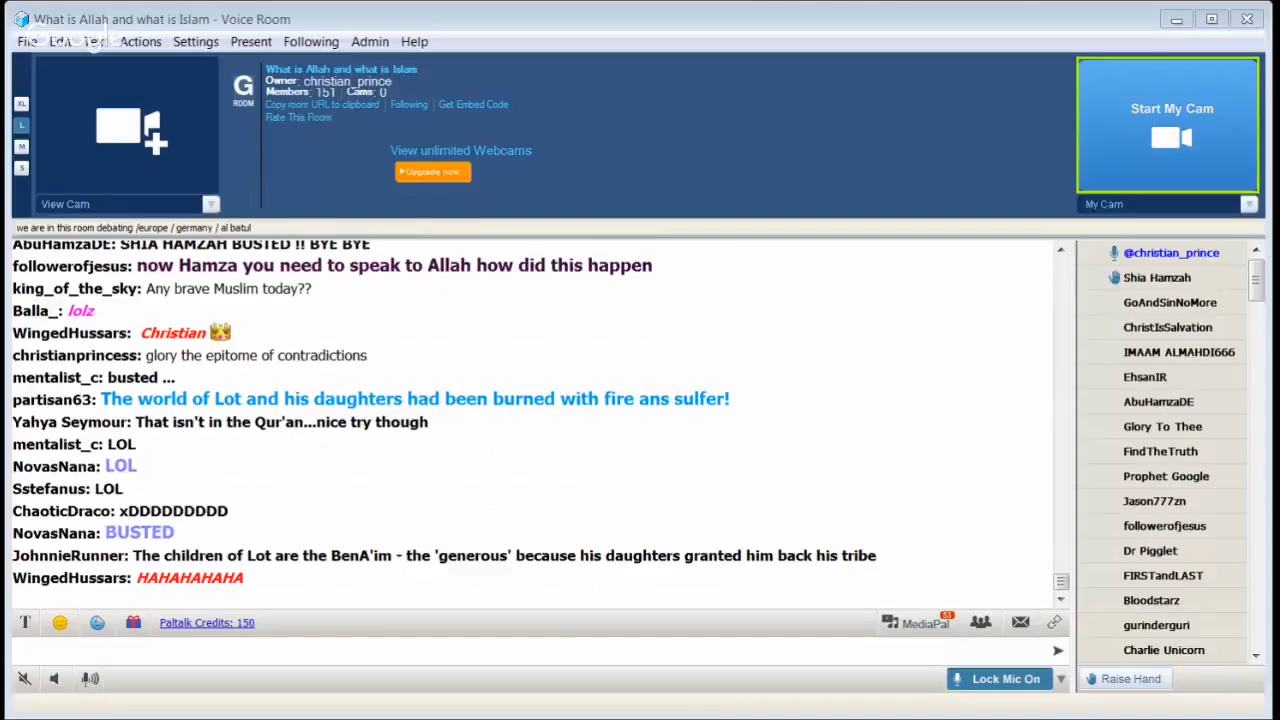 What is Allah and what is Islam - Voice Room
Google
File Edit Text Actions Settings Present Following Admin Help
What is Allah and what is Islam
Owner: christian_prince
Members: 151 Cams: 0
Copy room URL to clipboard | Following | Get Embed Code
Rate This Room
G
ROOM
XL
L
M
S
View unlimited Webcams
Upgrade now
Start My Cam
View Cam
My Cam
we are in this room debating /europe / germany / al batul
AbuHamzaDE: SHIA HAMZAH BUSTED !! BYE BYE
followerofjesus: now Hamza you need to speak to Allah how did this happen
king_of_the_sky: Any brave Muslim today??
Balla_: lolz
WingedHussars: Christian
christianprincess: glory the epitome of contradictions
mentalist_c: busted ...
partisan63: The world of Lot and his daughters had been burned with fire ans sulfer!
Yahya Seymour: That isn't in the Qur'an...nice try though
mentalist_c: LOL
NovasNana: LOL
Sstefanus: LOL
ChaoticDraco: xDDDDDDDDD
NovasNana: BUSTED
JohnnieRunner: The children of Lot are the BenA'im - the 'generous' because his daughters granted him back his tribe
WingedHussars: HAHAHAHAHA
@christian_prince
Shia Hamzah
GoAndSinNoMore
ChristIsSalvation
IMAAM ALMAHDI666
EhsanIR
AbuHamzaDE
Glory To Thee
FindTheTruth
Prophet Google
Jason777zn
followerofjesus
Dr Pigglet
FIRSTandLAST
Bloodstarz
gurinderguri
Charlie Unicorn
T
Paltalk Credits: 150
MediaPal
53
Lock Mic On
Raise Hand